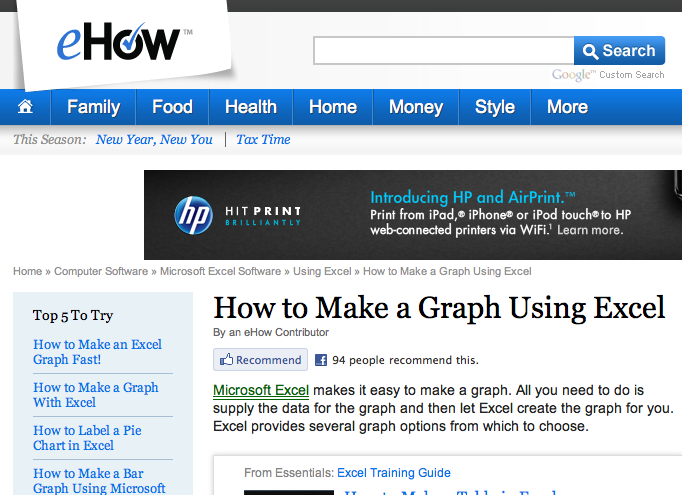 eHow™
Search
Google™ Custom Search
Family Food Health Home Money Style More
This Season: New Year, New You | Tax Time
hp HIT PRINT BRILLIANTLY
Introducing HP and AirPrint.™
Print from iPad,® iPhone® or iPod touch® to HP
web-connected printers via WiFi.¹ Learn more.
Home » Computer Software » Microsoft Excel Software » Using Excel » How to Make a Graph Using Excel
Top 5 To Try
How to Make an Excel
Graph Fast!
How to Make a Graph
With Excel
How to Label a Pie
Chart in Excel
How to Make a Bar
Graph Using Microsoft
How to Make a Graph Using Excel
By an eHow Contributor
Recommend 94 people recommend this.
Microsoft Excel makes it easy to make a graph. All you need to do is
supply the data for the graph and then let Excel create the graph for you.
Excel provides several graph options from which to choose.
From Essentials: Excel Training Guide